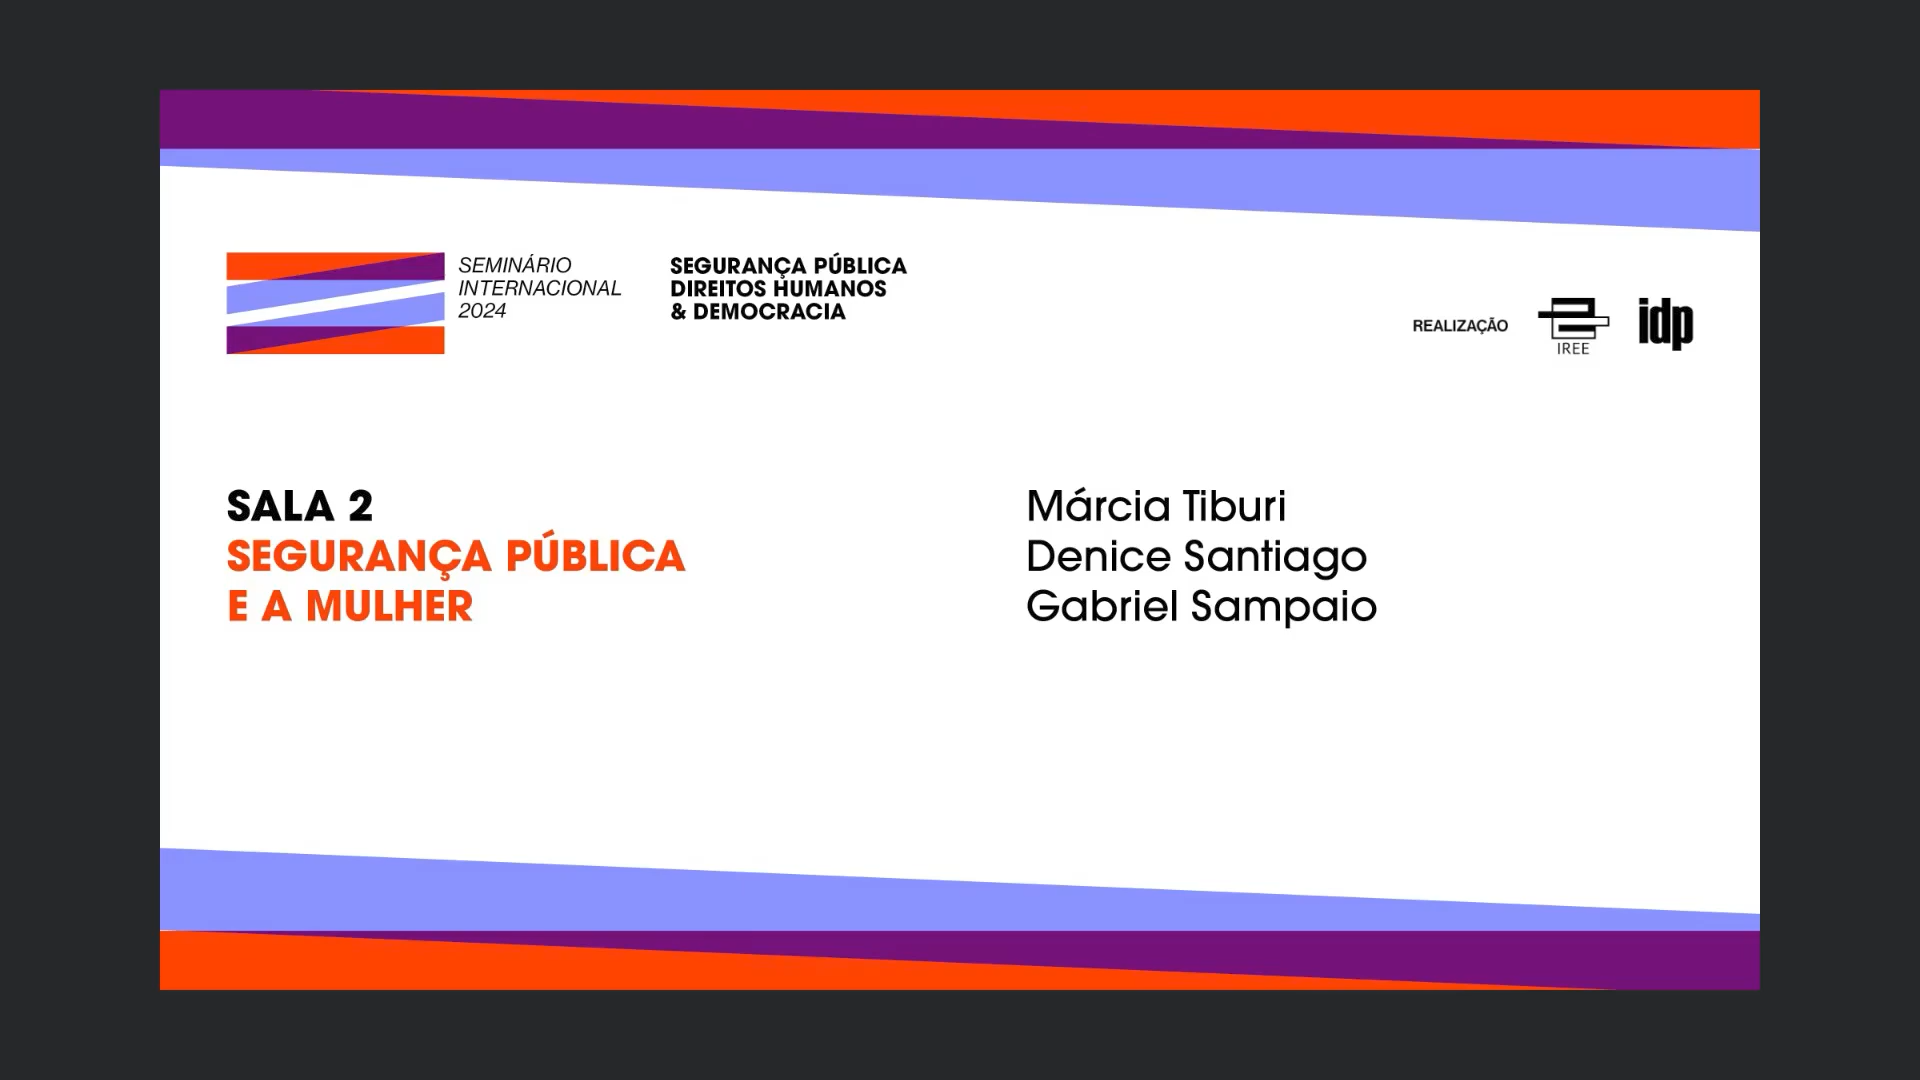 SEMINÁRIO
INTERNACIONAL
2024
SEGURANÇA PÚBLICA
DIREITOS HUMANOS
& DEMOCRACIA
REALIZAÇÃO
IREE
idp
SALA 2
SEGURANÇA PÚBLICA
E A MULHER
Márcia Tiburi
Denice Santiago
Gabriel Sampaio